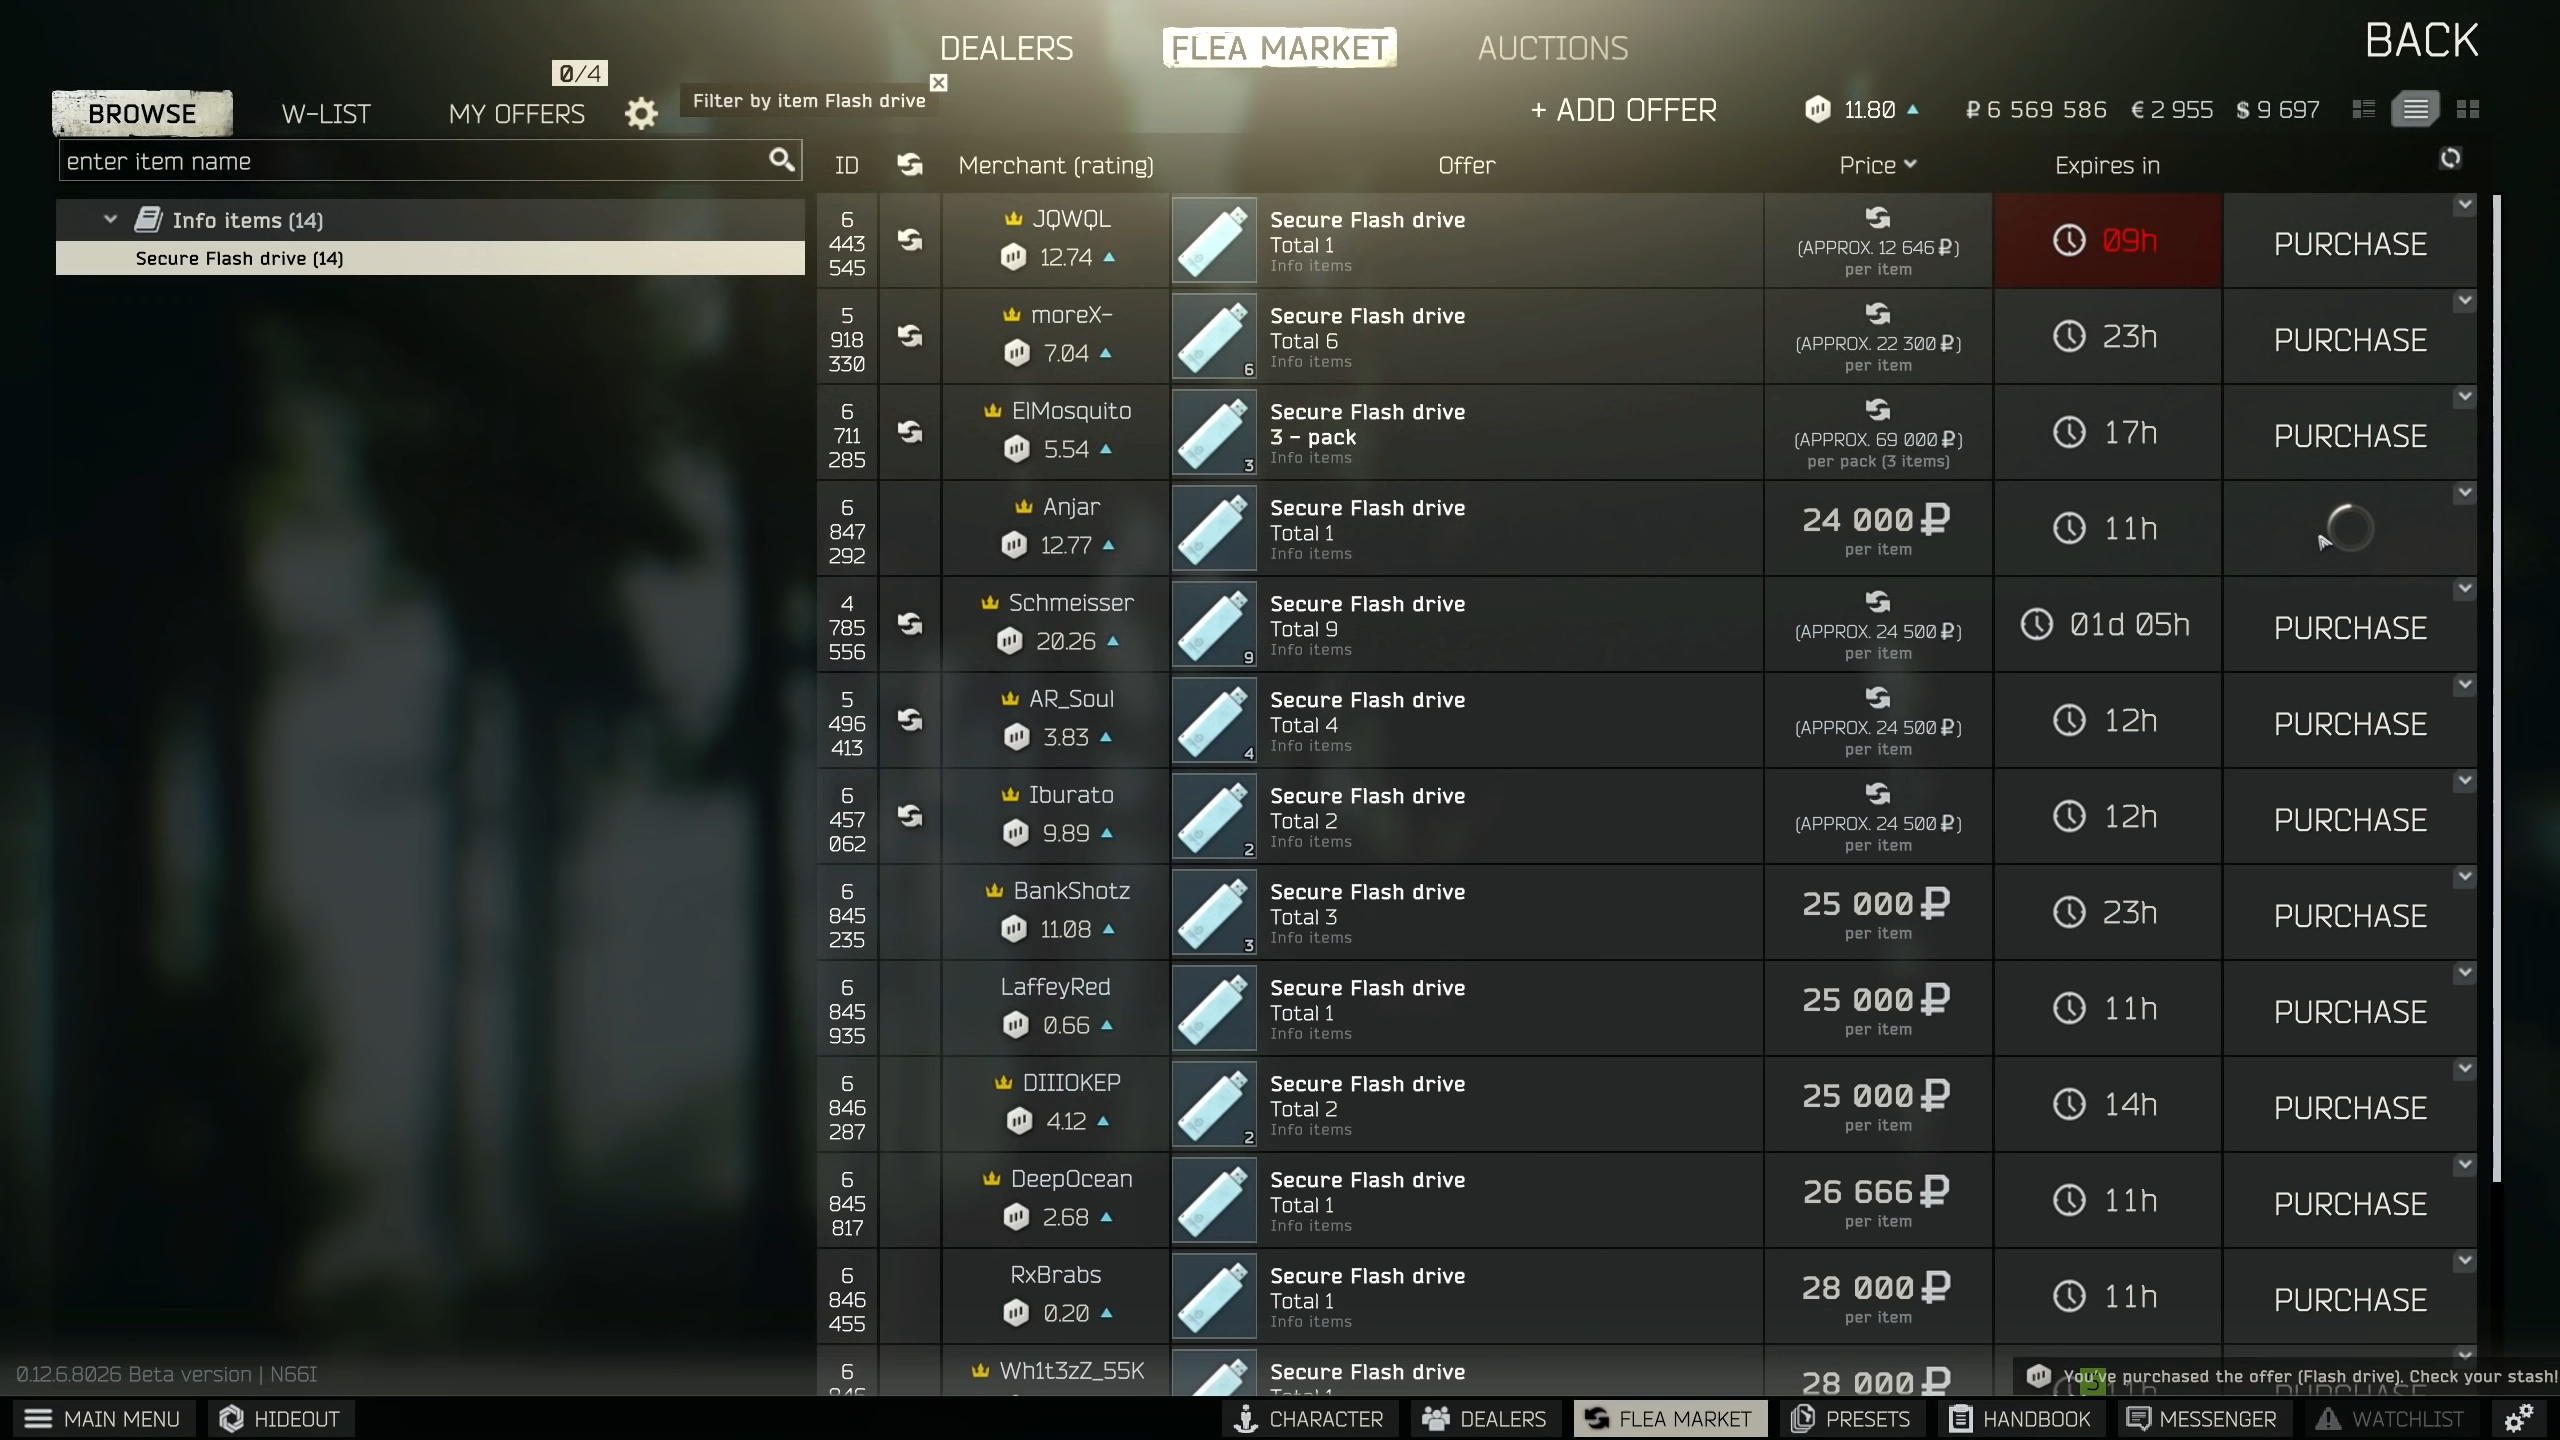 DEALERS
FLEA MARKET
AUCTIONS
BACK
0/4
BROWSE
W-LIST
MY OFFERS
Filter by item Flash drive
+ ADD OFFER
11.80
₽ 6 569 586
€ 2 955
$ 9 697
enter item name
ID
Merchant (rating)
Offer
Price
Expires in
Info items (14)
Secure Flash drive (14)
6
443
545
JQWQL
12.74
Secure Flash drive
Total 1
Info items
(APPROX. 12 646 ₽)
per item
09h
PURCHASE
5
918
330
moreX-
7.04
6
Secure Flash drive
Total 6
Info items
(APPROX. 22 300 ₽)
per item
23h
PURCHASE
6
711
285
ElMosquito
5.54
3
Secure Flash drive
3 - pack
Info items
(APPROX. 69 000 ₽)
per pack (3 items)
17h
PURCHASE
6
847
292
Anjar
12.77
Secure Flash drive
Total 1
Info items
24 000 ₽
per item
11h
4
785
556
Schmeisser
20.26
9
Secure Flash drive
Total 9
Info items
(APPROX. 24 500 ₽)
per item
01d 05h
PURCHASE
5
496
413
AR_Soul
3.83
4
Secure Flash drive
Total 4
Info items
(APPROX. 24 500 ₽)
per item
12h
PURCHASE
6
457
062
Iburato
9.89
2
Secure Flash drive
Total 2
Info items
(APPROX. 24 500 ₽)
per item
12h
PURCHASE
6
845
235
BankShotz
11.08
3
Secure Flash drive
Total 3
Info items
25 000 ₽
per item
23h
PURCHASE
6
845
935
LaffeyRed
0.66
Secure Flash drive
Total 1
Info items
25 000 ₽
per item
11h
PURCHASE
6
846
287
DIIIOKEP
4.12
2
Secure Flash drive
Total 2
Info items
25 000 ₽
per item
14h
PURCHASE
6
845
817
DeepOcean
2.68
Secure Flash drive
Total 1
Info items
26 666 ₽
per item
11h
PURCHASE
6
846
455
RxBrabs
0.20
Secure Flash drive
Total 1
Info items
28 000 ₽
per item
11h
PURCHASE
6
Wh1t3zZ_55K
Secure Flash drive
28 000 ₽
You've purchased the offer (Flash drive). Check your stash!
0.12.6.8026 Beta version | N66I
MAIN MENU
HIDEOUT
CHARACTER
DEALERS
FLEA MARKET
PRESETS
HANDBOOK
MESSENGER
WATCHLIST